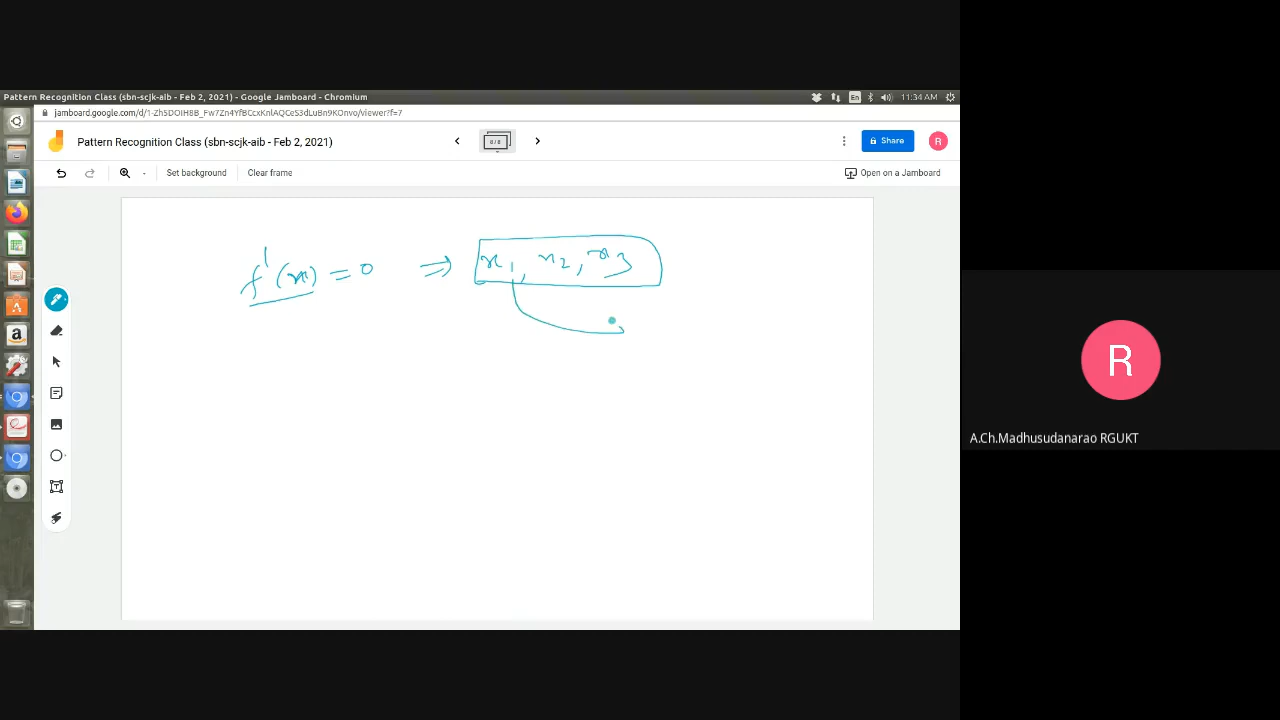 Pattern Recognition Class (sbn-scjk-aib - Feb 2, 2021) - Google Jamboard - Chromium
En
11:34 AM
Pattern Recognition Class (sbn-scjk-aib - Feb 2, 2021)
Share
R
Set background
Clear frame
Open on a Jamboard
f'(x) = 0 ⇒ x1, x2, x3
R
A.Ch.Madhusudanarao RGUKT